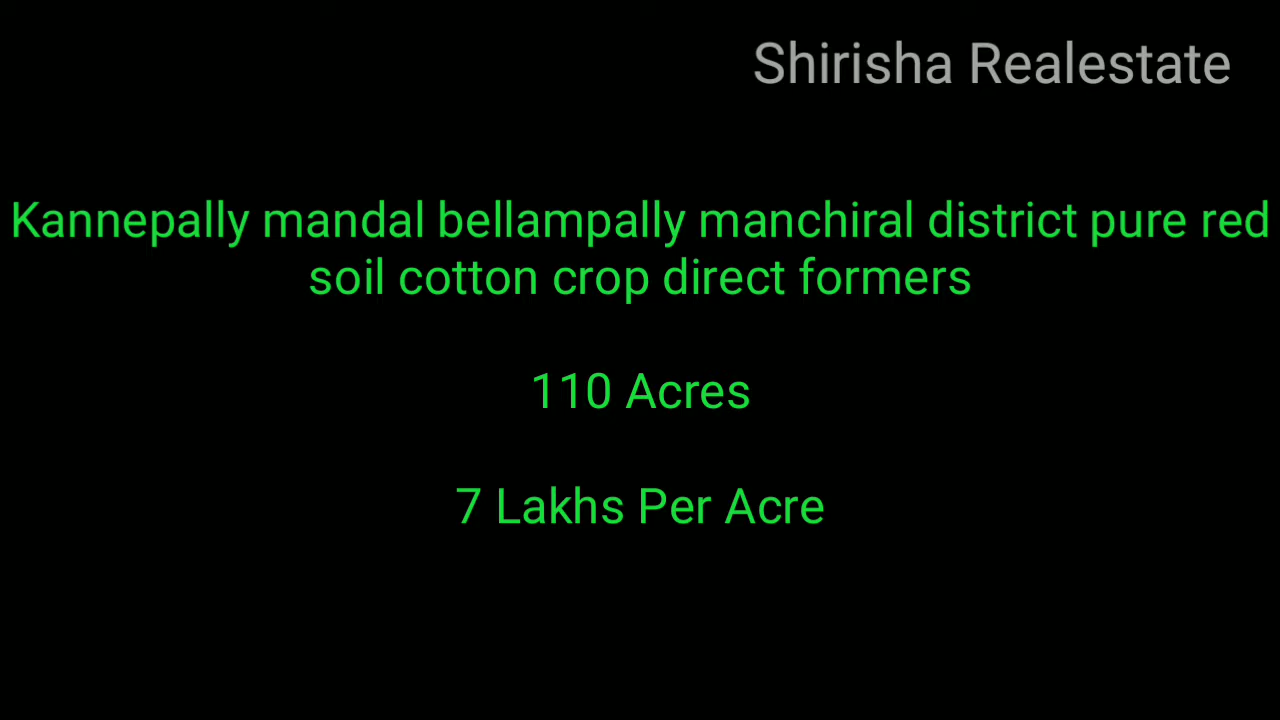 Shirisha Realestate
Kannepally mandal bellampally manchiral district pure red
soil cotton crop direct formers
110 Acres
7 Lakhs Per Acre